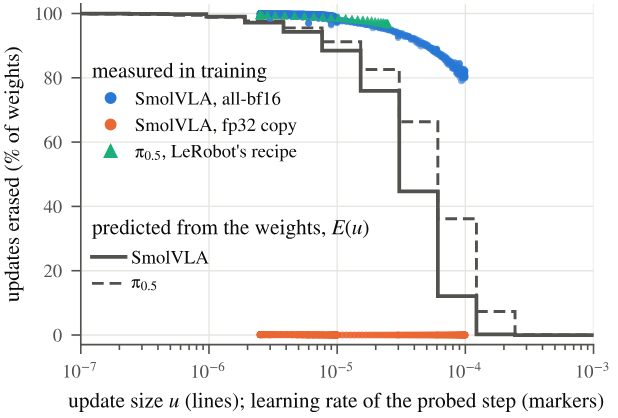 updates erased (% of weights)
100
80
60
40
20
0
measured in training
SmolVLA, all-bf16
SmolVLA, fp32 copy
π₀.₅, LeRobot's recipe
predicted from the weights, E(u)
SmolVLA
π₀.₅
10⁻⁷ 10⁻⁶ 10⁻⁵ 10⁻⁴ 10⁻³
update size u (lines); learning rate of the probed step (markers)